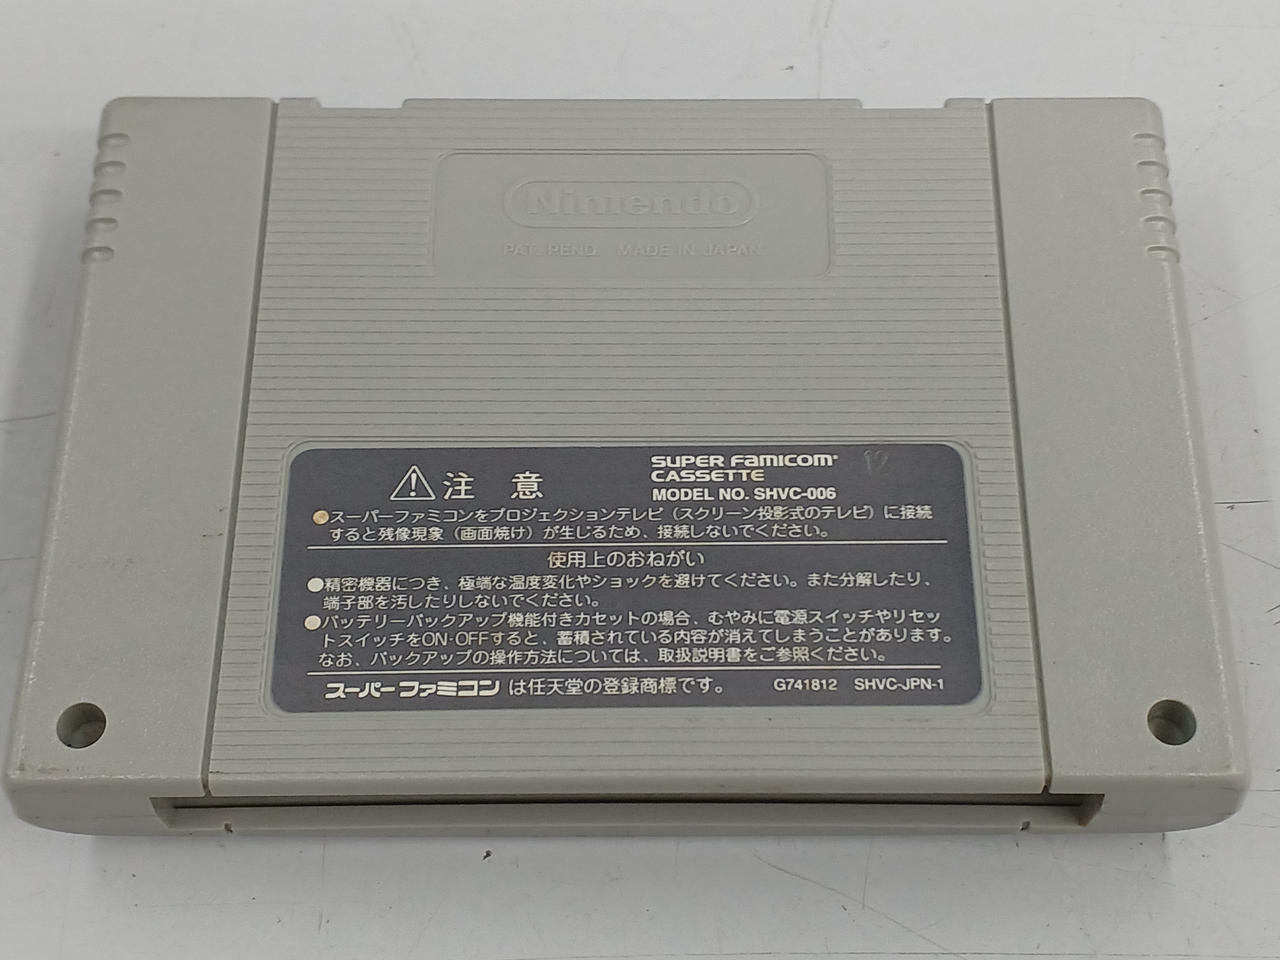 Nintendo
PAT. PEND. MADE IN JAPAN
注 意
SUPER FAMICOM
CASSETTE
MODEL NO. SHVC-006
12
●スーパーファミコンをプロジェクションテレビ（スクリーン投影式のテレビ）に接続
すると残像現象（画面焼け）が生じるため、接続しないでください。
使用上のおねがい
●精密機器につき、極端な温度変化やショックを避けてください。また分解したり、
端子部を汚したりしないでください。
●バッテリーバックアップ機能付きカセットの場合、むやみに電源スイッチやリセッ
トスイッチをON・OFFすると、蓄積されている内容が消えてしまうことがあります。
なお、バックアップの操作方法については、取扱説明書をご参照ください。
スーパーファミコン は任天堂の登録商標です。
G741812 SHVC-JPN-1